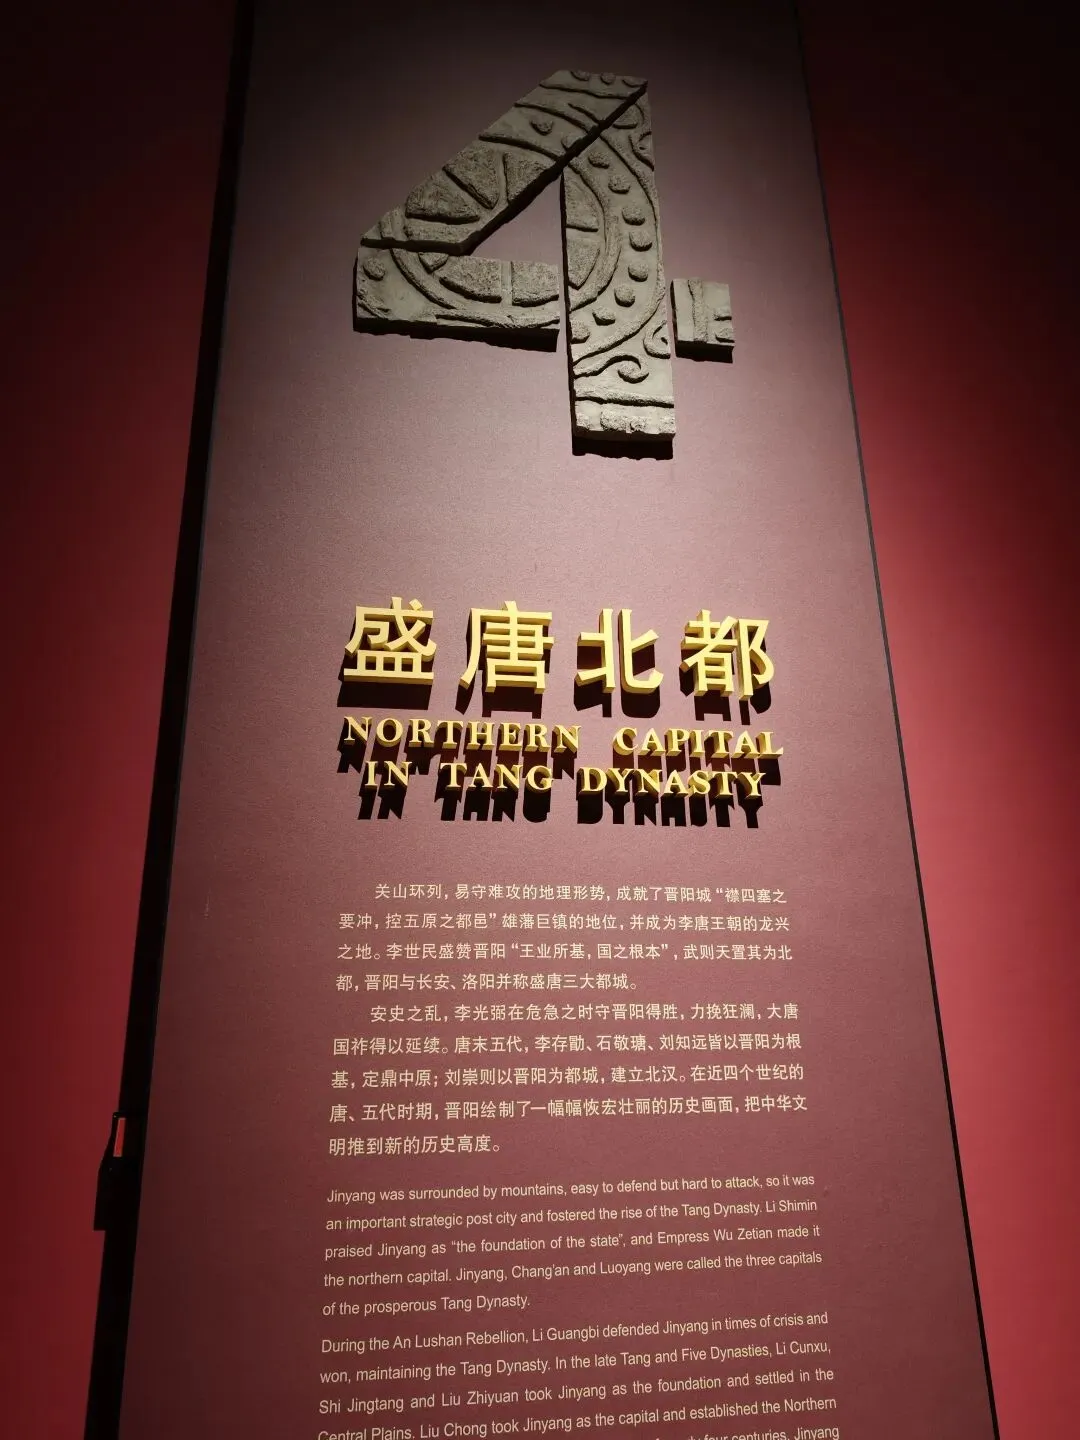 4.
盛唐北都
NORTHERN CAPITAL
IN TANG DYNASTY
关山环列，易守难攻的地理形势，成就了晋阳城“襟四塞之
要冲，控五原之都邑”雄藩巨镇的地位，并成为李唐王朝的龙兴
之地。李世民盛赞晋阳“王业所基，国之根本”，武则天置其为北
都，晋阳与长安、洛阳并称盛唐三大都城。
安史之乱，李光弼在危急之时守晋阳得胜，力挽狂澜，大唐
国祚得以延续。唐末五代，李存勖、石敬瑭、刘知远皆以晋阳为根
基，定鼎中原；刘崇则以晋阳为都城，建立北汉。在近四个世纪的
唐、五代时期，晋阳绘制了一幅幅恢宏壮丽的历史画面，把中华文
明推到新的历史高度。
Jinyang was surrounded by mountains, easy to defend but hard to attack, so it was
an important strategic post city and fostered the rise of the Tang Dynasty. Li Shimin
praised Jinyang as “the foundation of the state”, and Empress Wu Zetian made it
the northern capital. Jinyang, Chang’an and Luoyang were called the three capitals
of the prosperous Tang Dynasty.
During the An Lushan Rebellion, Li Guangbi defended Jinyang in times of crisis and
won, maintaining the Tang Dynasty. In the late Tang and Five Dynasties, Li Cunxu,
Shi Jingtang and Liu Zhiyuan took Jinyang as the foundation and settled in the
Central Plains. Liu Chong took Jinyang as the capital and established the Northern
four centuries, Jinyang